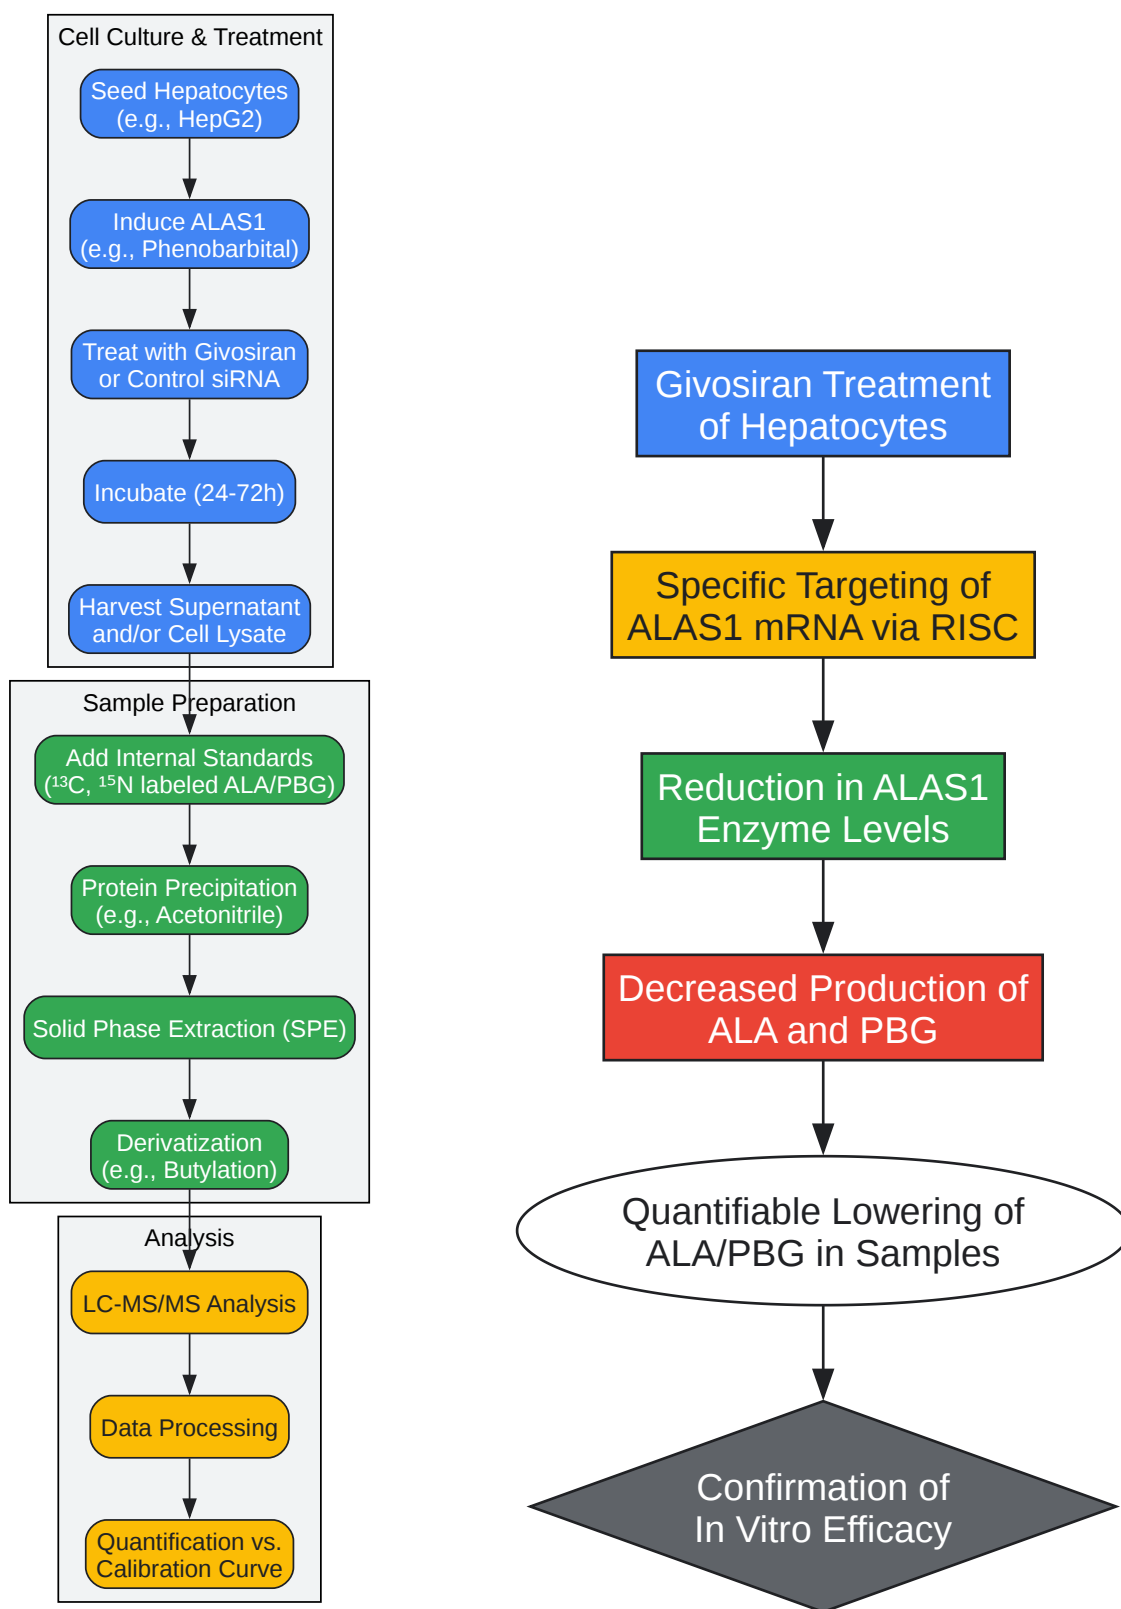 Cell Culture & Treatment
Seed Hepatocytes
(e.g., HepG2)
Induce ALAS1
(e.g., Phenobarbital)
Treat with Givosiran
or Control siRNA
Incubate (24-72h)
Harvest Supernatant
and/or Cell Lysate
Sample Preparation
Add Internal Standards
(¹³C, ¹⁵N labeled ALA/PBG)
Protein Precipitation
(e.g., Acetonitrile)
Solid Phase Extraction (SPE)
Derivatization
(e.g., Butylation)
Analysis
LC-MS/MS Analysis
Data Processing
Quantification vs.
Calibration Curve
Givosiran Treatment
of Hepatocytes
Specific Targeting of
ALAS1 mRNA via RISC
Reduction in ALAS1
Enzyme Levels
Decreased Production of
ALA and PBG
Quantifiable Lowering of
ALA/PBG in Samples
Confirmation of
In Vitro Efficacy